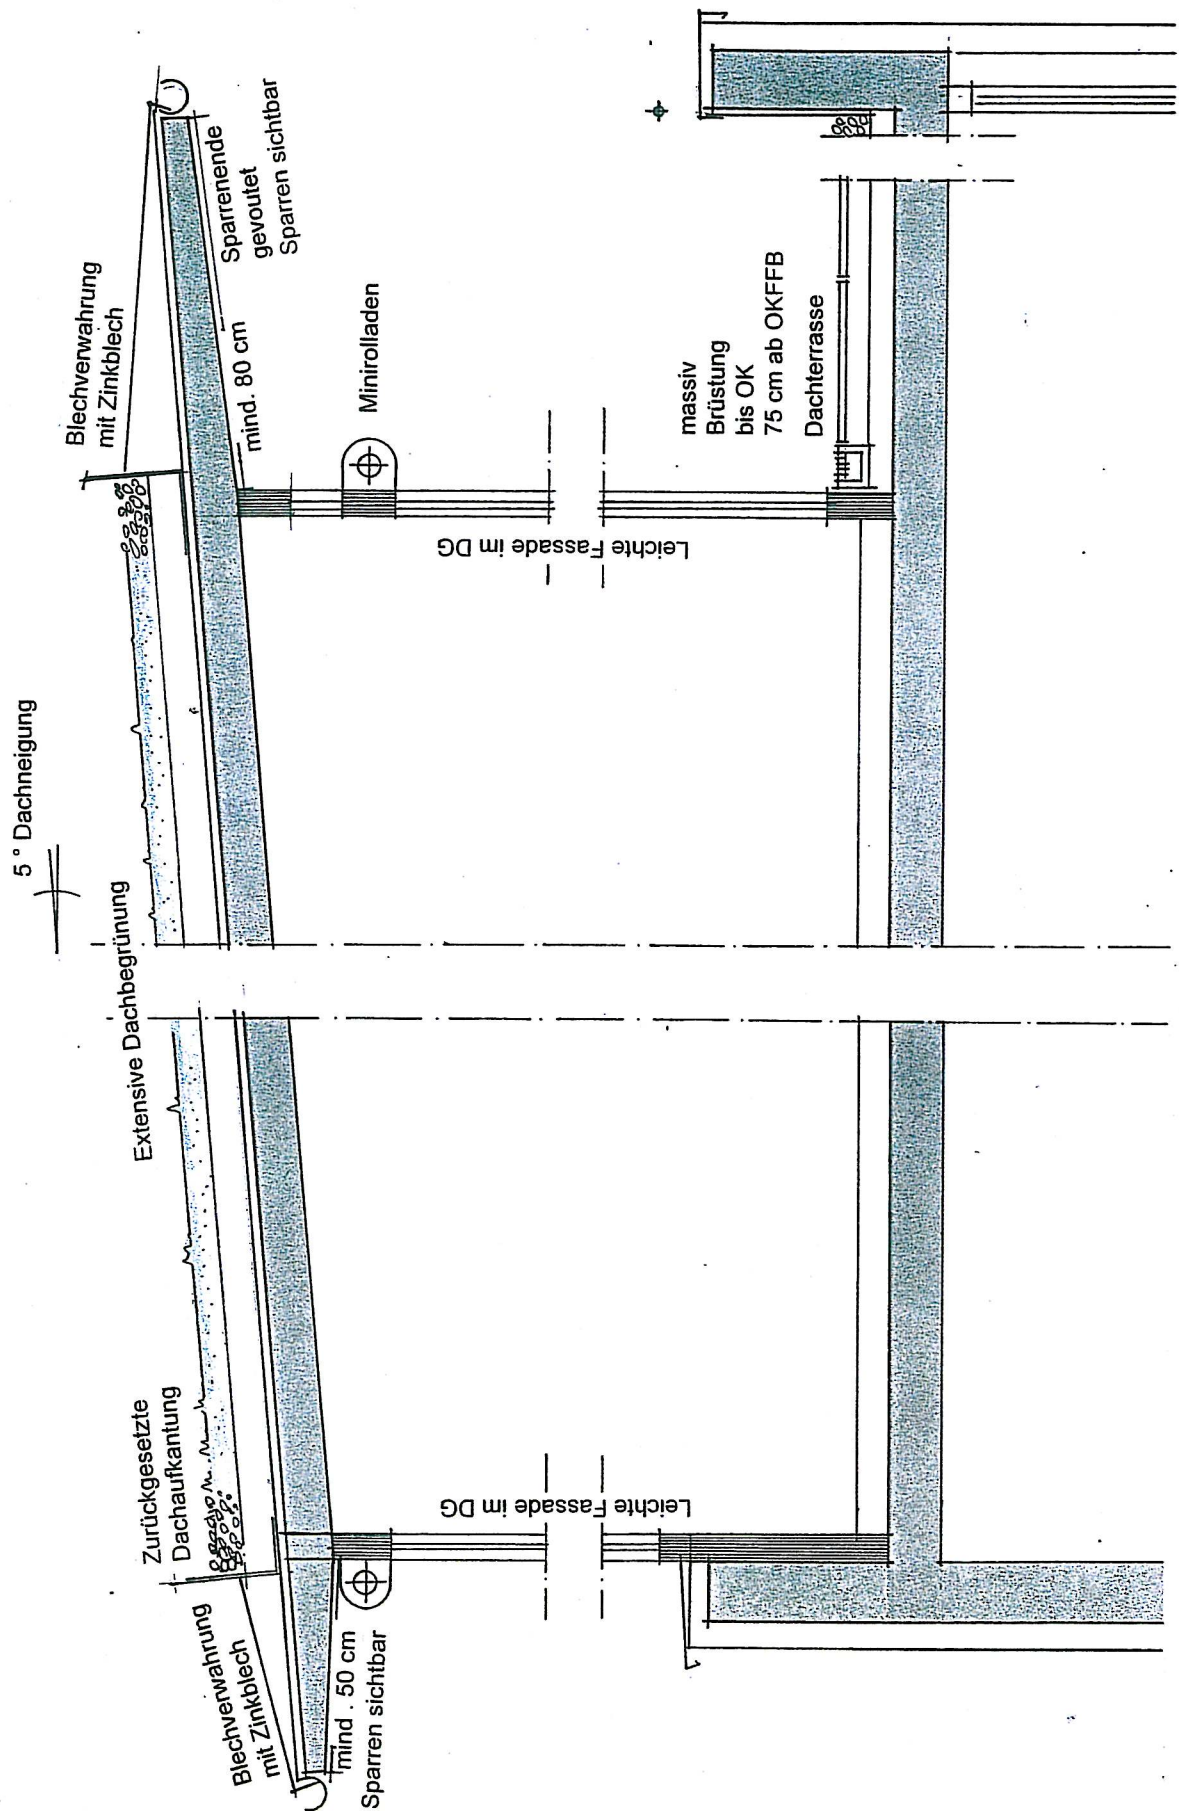 5 ° Dachneigung
Extensive Dachbegrünung
Zurückgesetzte
Dachaufkantung
Blechverwahrung
mit Zinkblech
mind . 50 cm
Sparren sichtbar
Leichte Fassade im DG
Blechverwahrung
mit Zinkblech
Sparrenende
gevoutet
Sparren sichtbar
mind. 80 cm
Minirolladen
Leichte Fassade im DG
massiv
Brüstung
bis OK
75 cm ab OKFFB
Dachterrasse